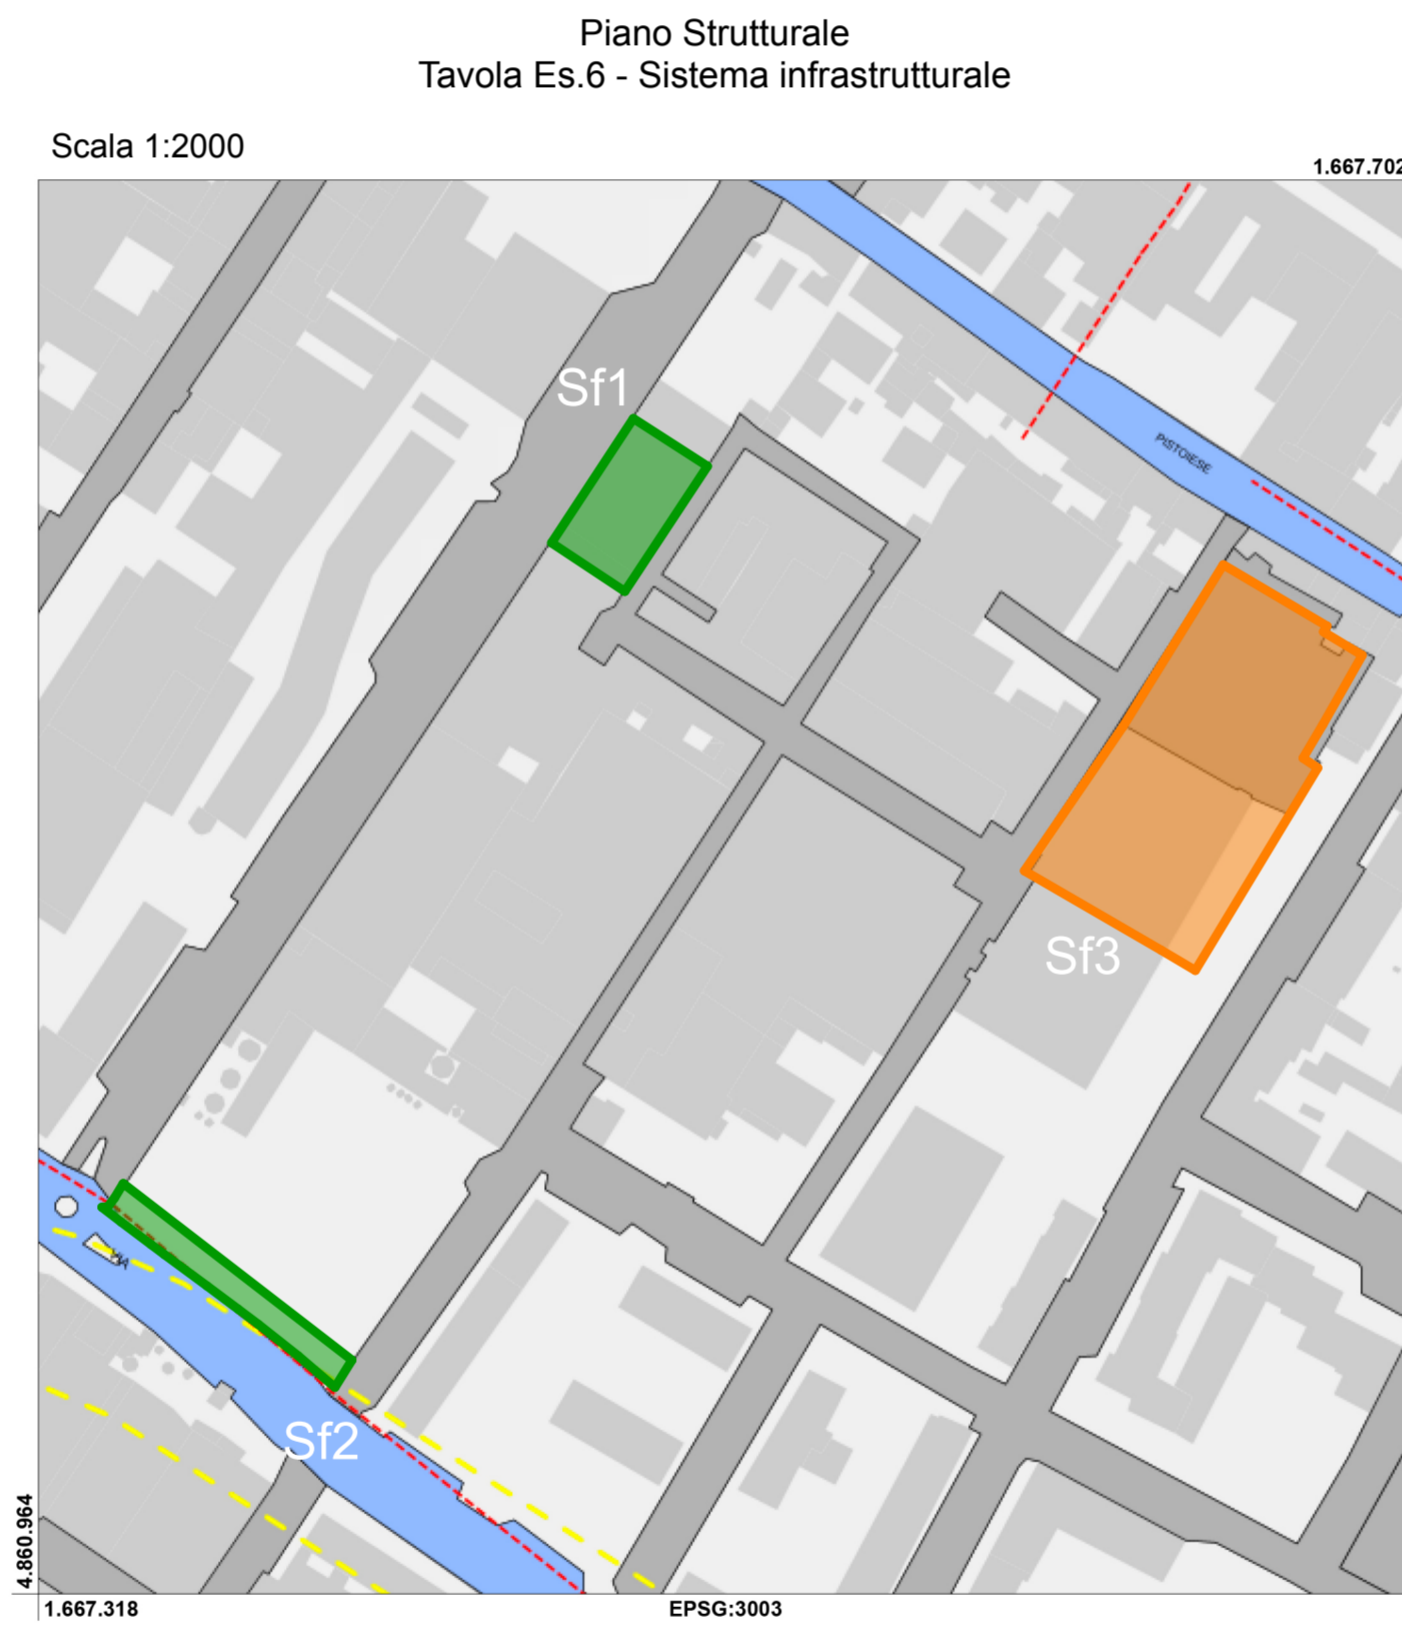 Piano Strutturale
Tavola Es.6 - Sistema infrastrutturale
Scala 1:2000
1.667.702
Sf1
PISTOIESE
Sf3
VIA
Sf2
4.860.964
1.667.318
EPSG:3003